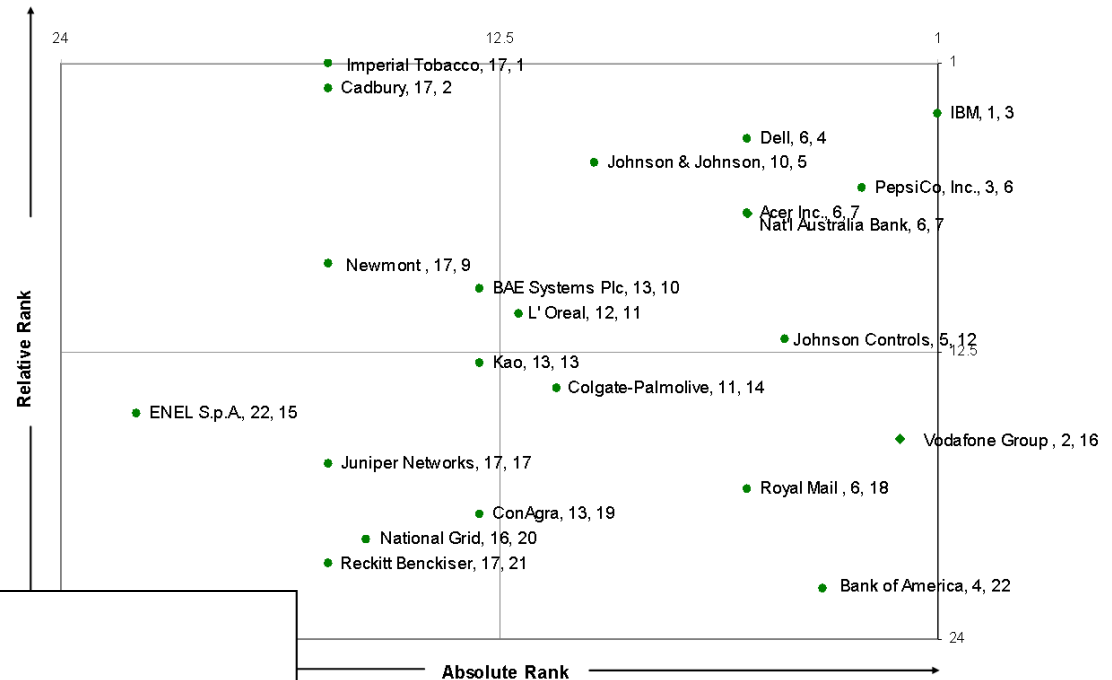 24 12.5 1
Imperial Tobacco, 17, 1
1
Cadbury, 17, 2
IBM, 1, 3
Dell, 6, 4
Johnson & Johnson, 10, 5
PepsiCo, Inc., 3, 6
Acer Inc., 6, 7
Nat'l Australia Bank, 6, 7
Newmont , 17, 9
BAE Systems Plc, 13, 10
L' Oreal, 12, 11
Johnson Controls, 5, 12
12.5
Kao, 13, 13
Colgate-Palmolive, 11, 14
ENEL S.p.A., 22, 15
Vodafone Group , 2, 16
Juniper Networks, 17, 17
Royal Mail , 6, 18
ConAgra, 13, 19
National Grid, 16, 20
Reckitt Benckiser, 17, 21
Bank of America, 4, 22
24
Relative Rank
Absolute Rank